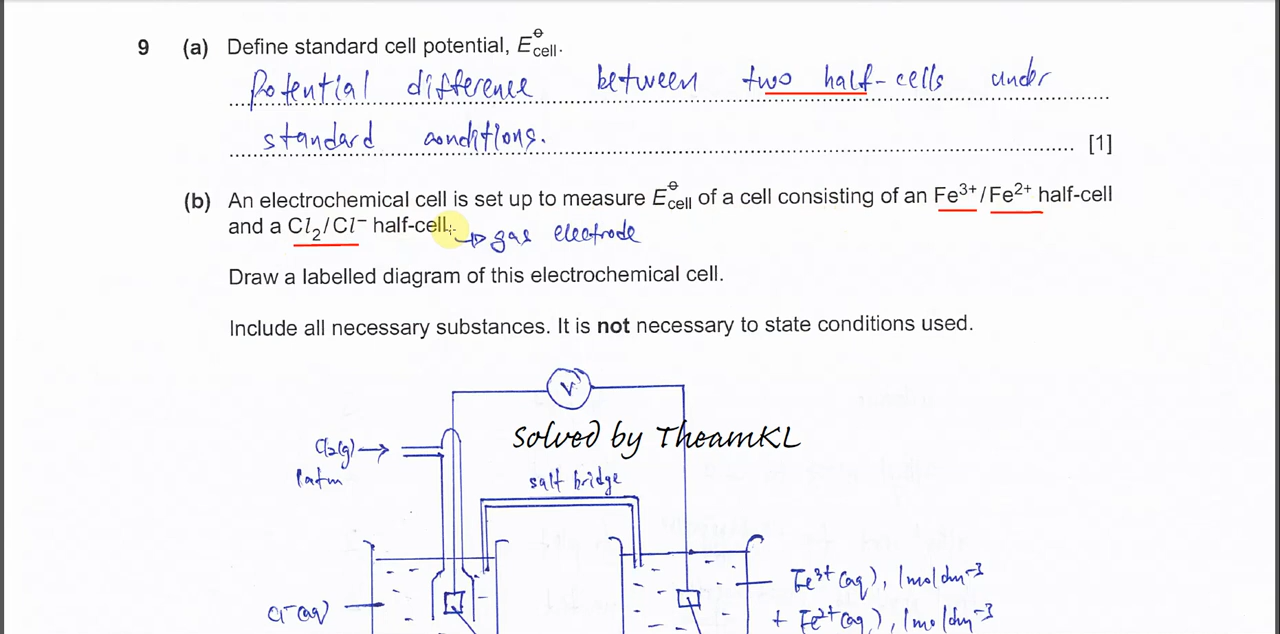 9 (a) Define standard cell potential, E⦵cell.
Potential difference between two half-cells under
standard conditions. [1]
(b) An electrochemical cell is set up to measure E⦵cell of a cell consisting of an Fe³⁺/Fe²⁺ half-cell
and a Cl₂/Cl⁻ half-cell. → gas electrode
Draw a labelled diagram of this electrochemical cell.
Include all necessary substances. It is not necessary to state conditions used.
V
Solved by TheamKL
Cl₂(g) →
1 atm
salt bridge
Fe³⁺(aq), 1 mol dm⁻³
Cl⁻(aq)
+ Fe²⁺(aq), 1 mol dm⁻³